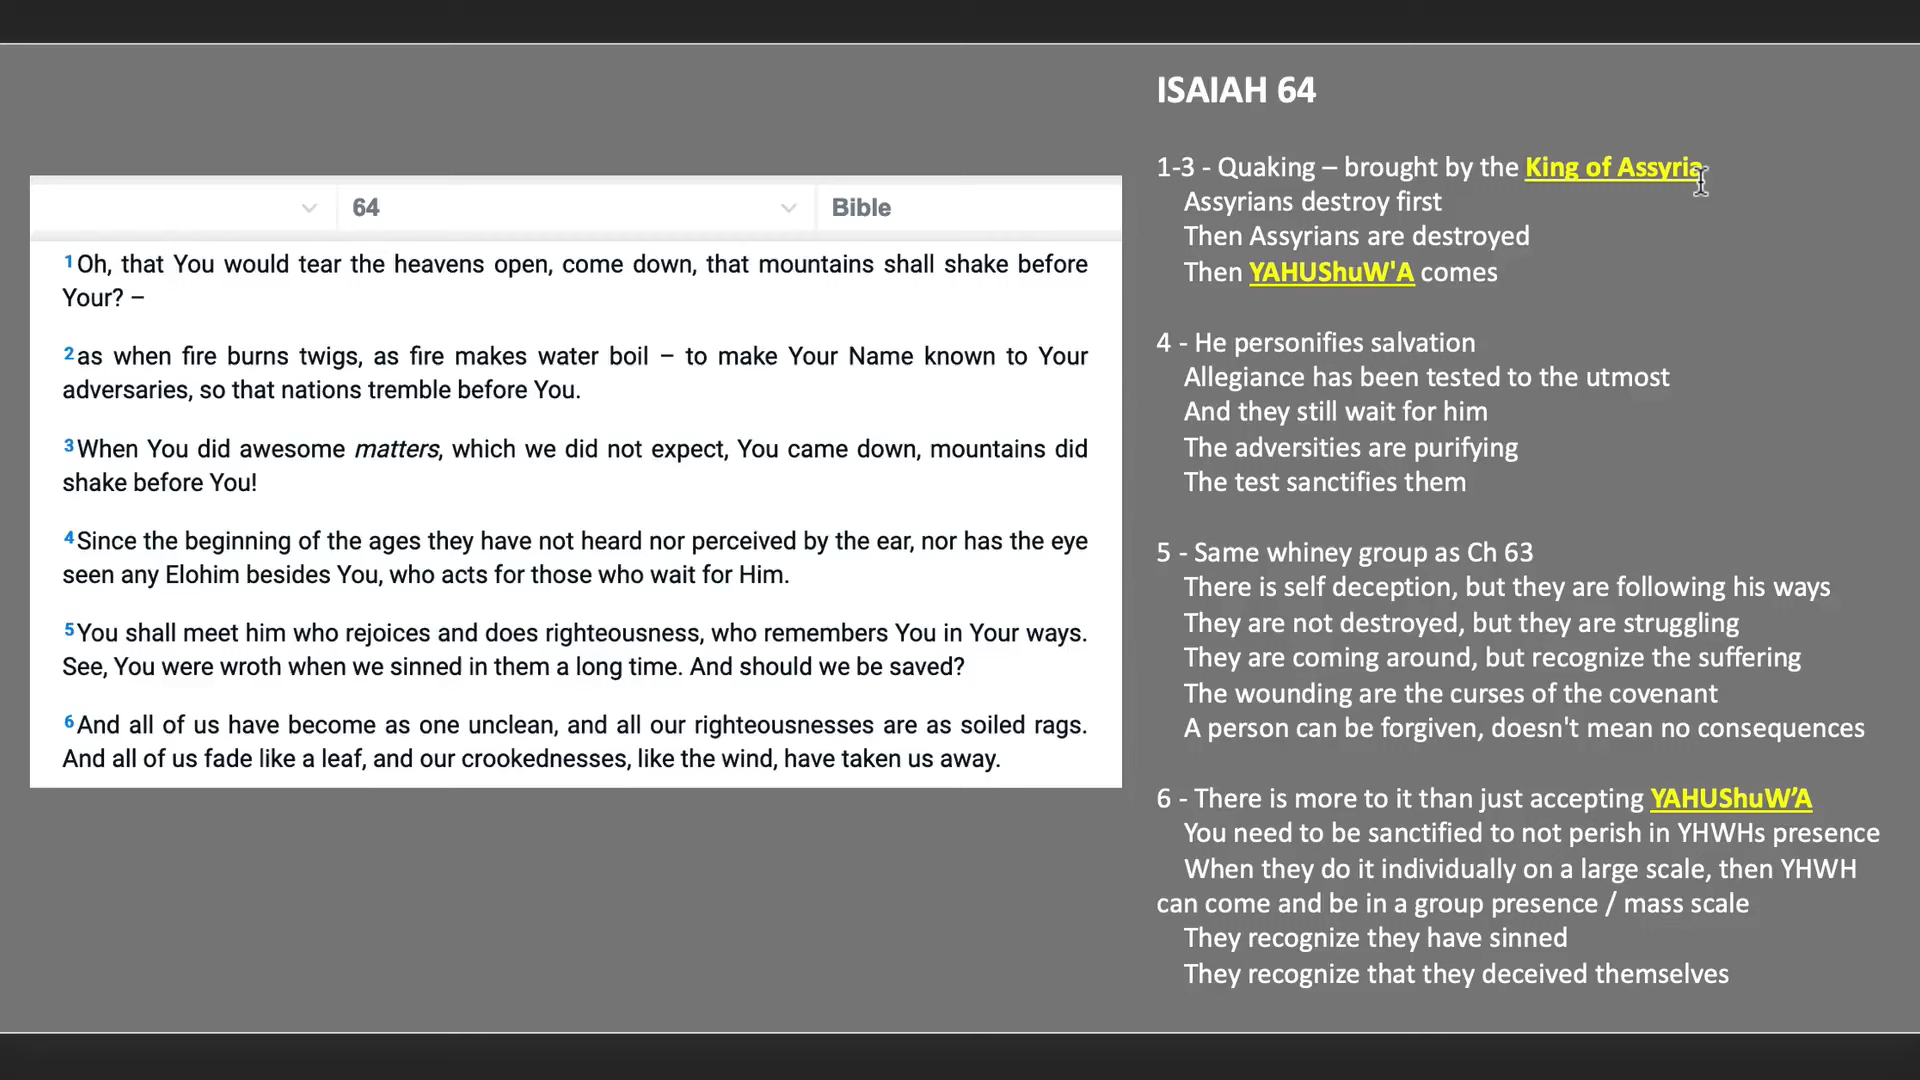 64
Bible
1Oh, that You would tear the heavens open, come down, that mountains shall shake before
Your? –
2as when fire burns twigs, as fire makes water boil – to make Your Name known to Your
adversaries, so that nations tremble before You.
3When You did awesome matters, which we did not expect, You came down, mountains did
shake before You!
4Since the beginning of the ages they have not heard nor perceived by the ear, nor has the eye
seen any Elohim besides You, who acts for those who wait for Him.
5You shall meet him who rejoices and does righteousness, who remembers You in Your ways.
See, You were wroth when we sinned in them a long time. And should we be saved?
6And all of us have become as one unclean, and all our righteousnesses are as soiled rags.
And all of us fade like a leaf, and our crookednesses, like the wind, have taken us away.
ISAIAH 64
1-3 - Quaking – brought by the King of Assyria
Assyrians destroy first
Then Assyrians are destroyed
Then YAHUShuW'A comes
4 - He personifies salvation
Allegiance has been tested to the utmost
And they still wait for him
The adversities are purifying
The test sanctifies them
5 - Same whiney group as Ch 63
There is self deception, but they are following his ways
They are not destroyed, but they are struggling
They are coming around, but recognize the suffering
The wounding are the curses of the covenant
A person can be forgiven, doesn't mean no consequences
6 - There is more to it than just accepting YAHUShuW’A
You need to be sanctified to not perish in YHWHs presence
When they do it individually on a large scale, then YHWH
can come and be in a group presence / mass scale
They recognize they have sinned
They recognize that they deceived themselves